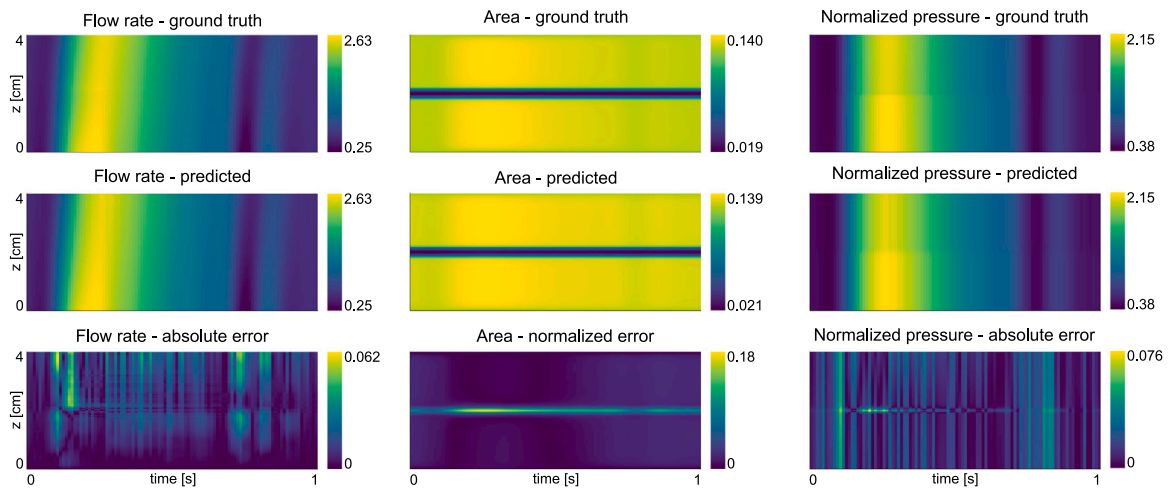 Flow rate - ground truth
Area - ground truth
Normalized pressure - ground truth
4
z [cm]
0
2.63
0.25
0.140
0.019
2.15
0.38
Flow rate - predicted
Area - predicted
Normalized pressure - predicted
4
z [cm]
0
2.63
0.25
0.139
0.021
2.15
0.38
Flow rate - absolute error
Area - normalized error
Normalized pressure - absolute error
4
z [cm]
0
0.062
0
0.18
0
0.076
0
0 time [s] 1
0 time [s] 1
0 time [s] 1